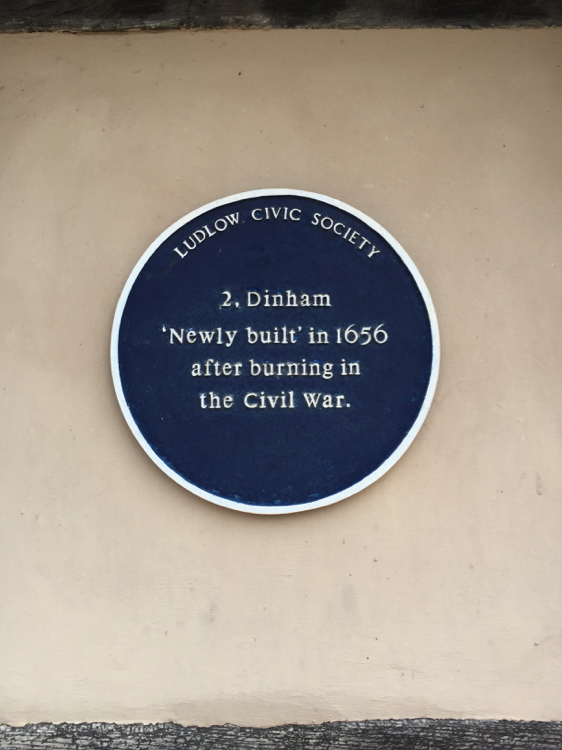 LUDLOW CIVIC SOCIETY
2, Dinham
‘Newly built’ in 1656
after burning in
the Civil War.